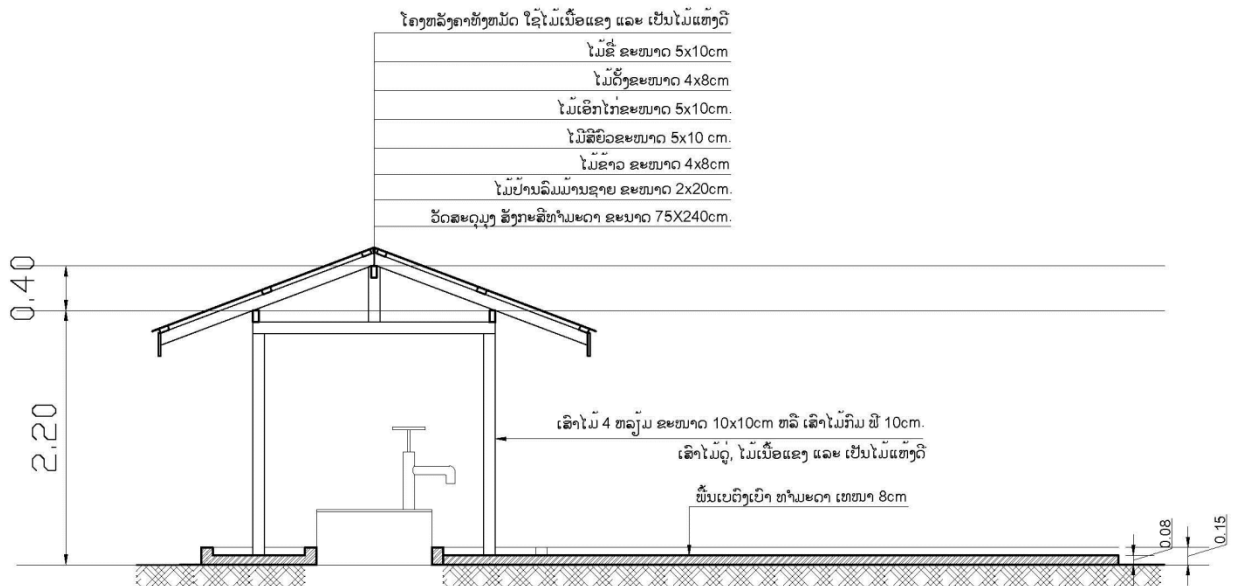 ໂຄງຫລັງຄາທັງຫມັດ ໃຊ້ໄມ້ເນື້ອແຂງ ແລະ ເປັນໄມ້ແຫ້ງດີ
ໄມ້ຂື່ ຂະໜາດ 5x10cm
ໄມ້ດັ້ງຂະໜາດ 4x8cm
ໄມ້ເອິກໄກ່ຂະໜາດ 5x10cm.
ໄມ້ສີຍົວຂະໜາດ 5x10 cm.
ໄມ້ຂ້າວ ຂະໜາດ 4x8cm
ໄມ້ປ້ານລົມມ້ານຊາຍ ຂະໜາດ 2x20cm.
ວັດສະດຸມຸງ ສັງກະສີທຳມະດາ ຂະນາດ 75X240cm.
0.40
2.20
ເສົາໄມ້ 4 ຫລ່ຽມ ຂະໜາດ 10x10cm ຫລື ເສົາໄມ້ກົມ ຟີ 10cm.
ເສົາໄມ້ດູ່, ໄມ້ເນື້ອແຂງ ແລະ ເປັນໄມ້ແຫ້ງດີ
ພື້ນເບຕົງເບົາ ທຳມະດາ ເທໜາ 8cm
0.08
0.15